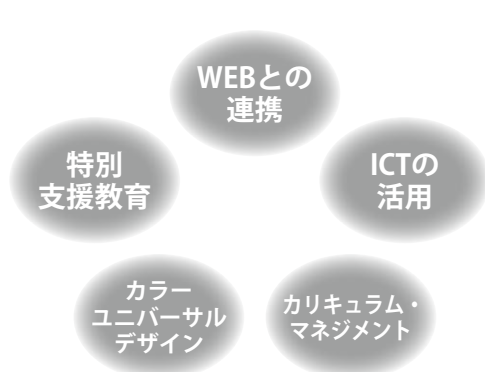 WEBとの
連携
特別
支援教育
ICTの
活用
カラー
ユニバーサル
デザイン
カリキュラム・
マネジメント